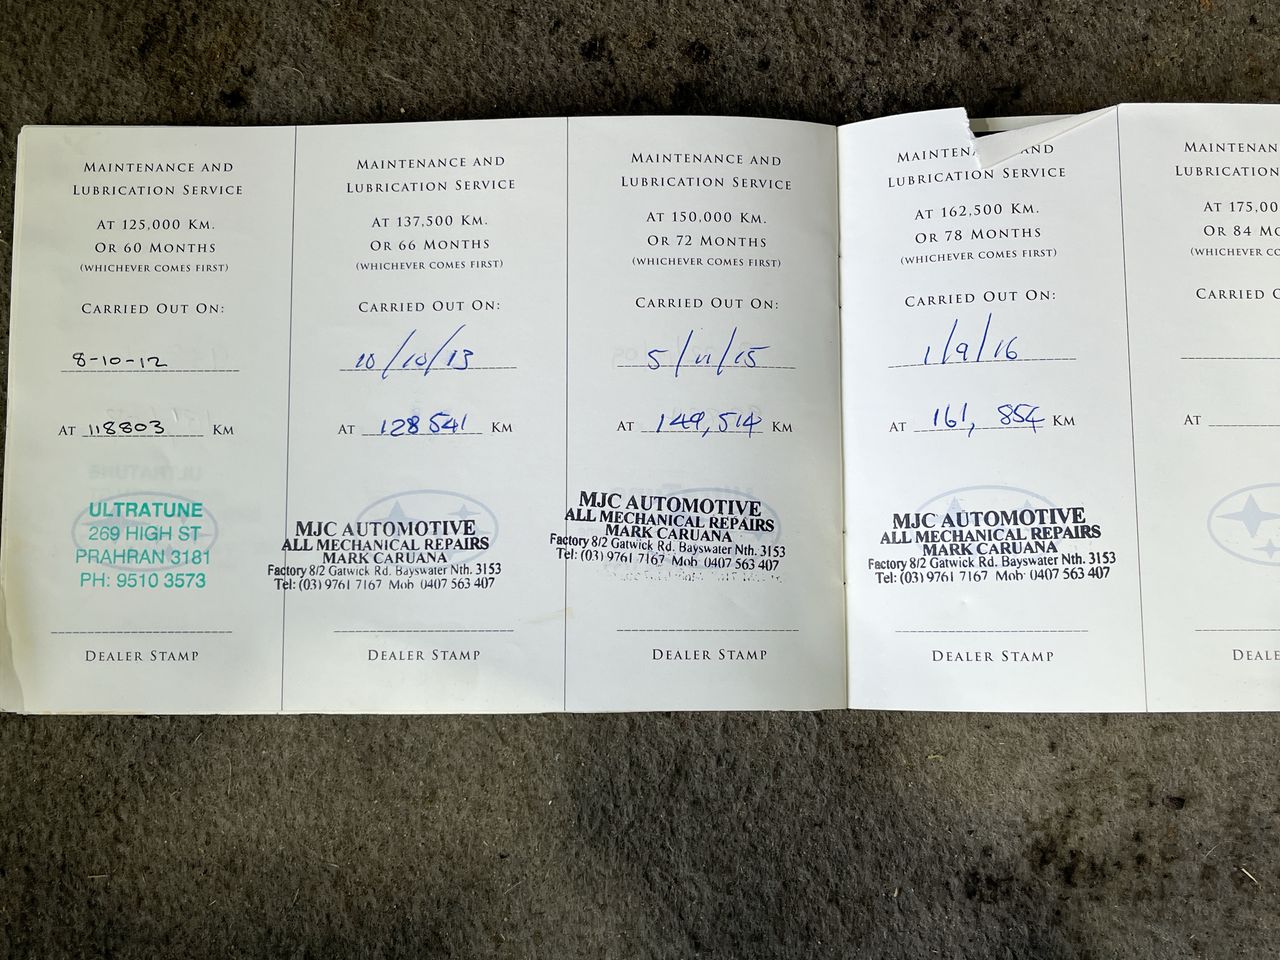 MAINTENANCE AND
LUBRICATION SERVICE
AT 125,000 KM.
OR 60 MONTHS
(WHICHEVER COMES FIRST)
CARRIED OUT ON:
8-10-12
AT 118803 KM
ULTRATUNE
269 HIGH ST
PRAHRAN 3181
PH: 9510 3573
DEALER STAMP
MAINTENANCE AND
LUBRICATION SERVICE
AT 137,500 KM.
OR 66 MONTHS
(WHICHEVER COMES FIRST)
CARRIED OUT ON:
10/10/13
AT 128541 KM
MJC AUTOMOTIVE
ALL MECHANICAL REPAIRS
MARK CARUANA
Factory 8/2 Gatwick Rd. Bayswater Nth. 3153
Tel: (03) 9761 7167 Mob 0407 563 407
DEALER STAMP
MAINTENANCE AND
LUBRICATION SERVICE
AT 150,000 KM.
OR 72 MONTHS
(WHICHEVER COMES FIRST)
CARRIED OUT ON:
5/11/15
AT 149,514 KM
MJC AUTOMOTIVE
ALL MECHANICAL REPAIRS
MARK CARUANA
Factory 8/2 Gatwick Rd. Bayswater Nth. 3153
Tel: (03) 9761 7167 Mob 0407 563 407
DEALER STAMP
MAINTEN ND
LUBRICATION SERVICE
AT 162,500 KM.
OR 78 MONTHS
(WHICHEVER COMES FIRST)
CARRIED OUT ON:
1/9/16
AT 161, 854 KM
MJC AUTOMOTIVE
ALL MECHANICAL REPAIRS
MARK CARUANA
Factory 8/2 Gatwick Rd. Bayswater Nth. 3153
Tel: (03) 9761 7167 Mob 0407 563 407
DEALER STAMP
MAINTENAN
LUBRICATION
AT 175,00
OR 84 MO
(WHICHEVER CO
CARRIED O
AT
DEALE